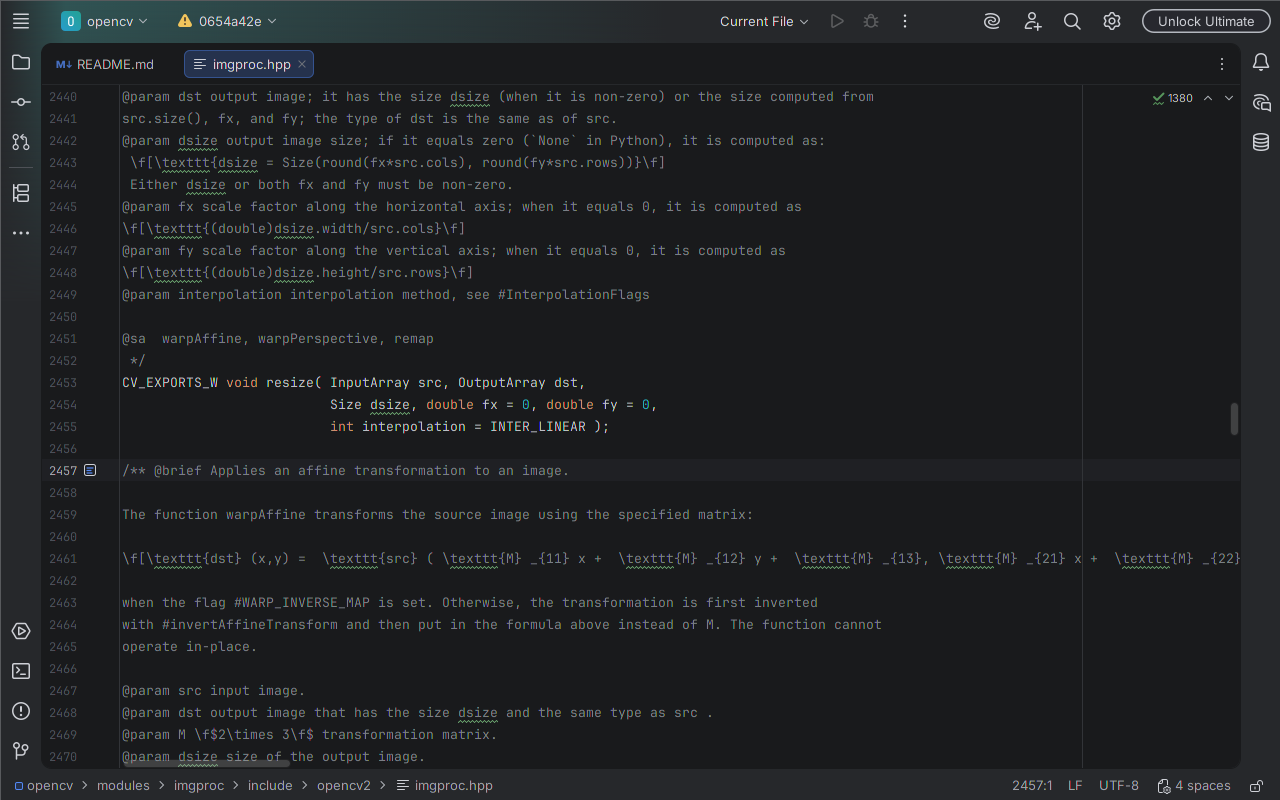 O opencv
0654a42e
Current File
Unlock Ultimate
M↓ README.md
imgproc.hpp
1380
2440 @param dst output image; it has the size dsize (when it is non-zero) or the size computed from
2441 src.size(), fx, and fy; the type of dst is the same as of src.
2442 @param dsize output image size; if it equals zero (`None` in Python), it is computed as:
2443 \f[\texttt{dsize = Size(round(fx*src.cols), round(fy*src.rows))}\f]
2444 Either dsize or both fx and fy must be non-zero.
2445 @param fx scale factor along the horizontal axis; when it equals 0, it is computed as
2446 \f[\texttt{(double)dsize.width/src.cols}\f]
2447 @param fy scale factor along the vertical axis; when it equals 0, it is computed as
2448 \f[\texttt{(double)dsize.height/src.rows}\f]
2449 @param interpolation interpolation method, see #InterpolationFlags
2450
2451 @sa  warpAffine, warpPerspective, remap
2452 */
2453 CV_EXPORTS_W void resize( InputArray src, OutputArray dst,
2454 Size dsize, double fx = 0, double fy = 0,
2455 int interpolation = INTER_LINEAR );
2456
2457 /** @brief Applies an affine transformation to an image.
2458
2459 The function warpAffine transforms the source image using the specified matrix:
2460
2461 \f[\texttt{dst} (x,y) =  \texttt{src} ( \texttt{M} _{11} x +  \texttt{M} _{12} y +  \texttt{M} _{13}, \texttt{M} _{21} x +  \texttt{M} _{22}
2462
2463 when the flag #WARP_INVERSE_MAP is set. Otherwise, the transformation is first inverted
2464 with #invertAffineTransform and then put in the formula above instead of M. The function cannot
2465 operate in-place.
2466
2467 @param src input image.
2468 @param dst output image that has the size dsize and the same type as src .
2469 @param M \f$2\times 3\f$ transformation matrix.
2470 @param dsize size of the output image.
opencv > modules > imgproc > include > opencv2 > imgproc.hpp
2457:1 LF UTF-8 4 spaces